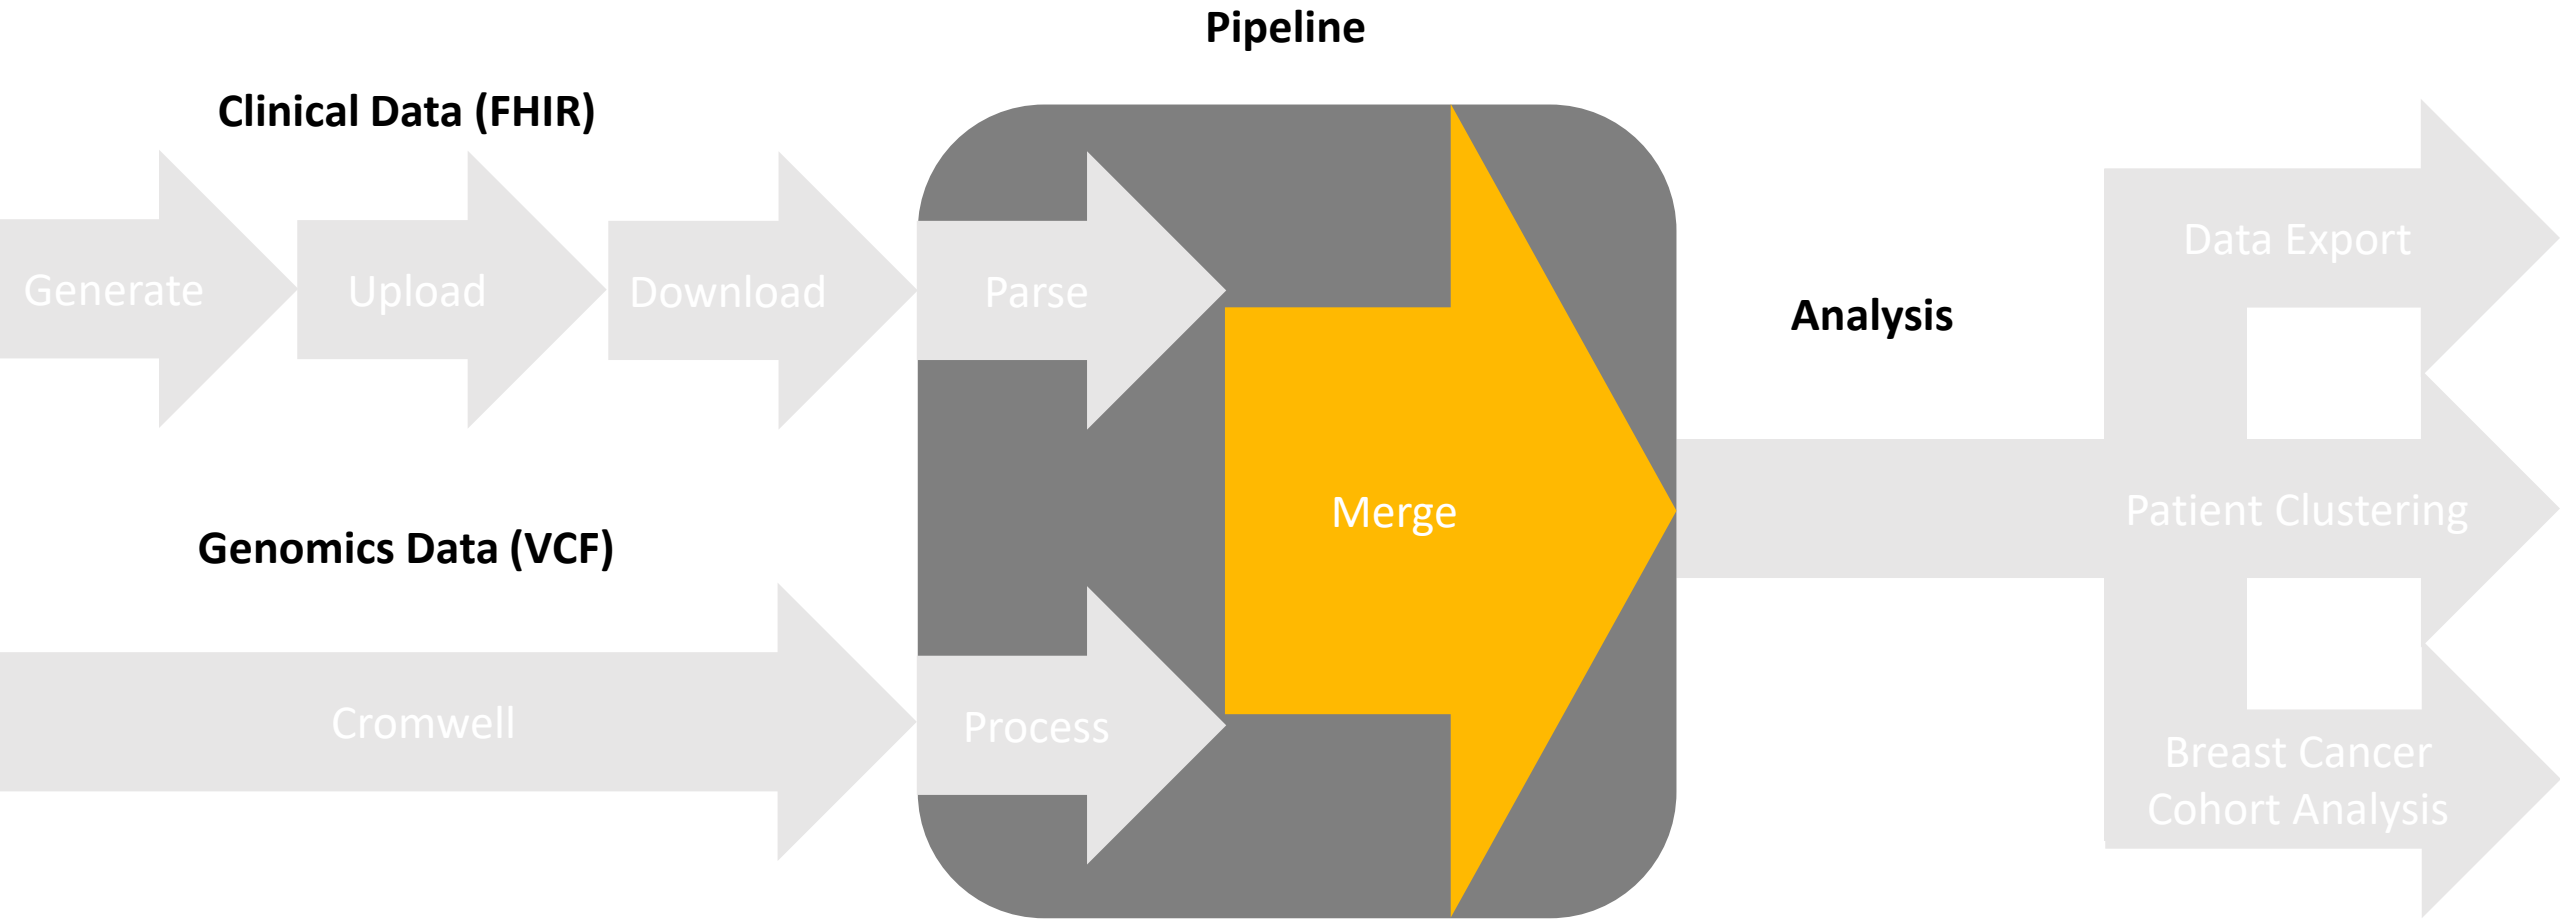 Pipeline
Clinical Data (FHIR)
Generate
Upload
Download
Parse
Merge
Genomics Data (VCF)
Cromwell
Process
Analysis
Data Export
Patient Clustering
Breast Cancer
Cohort Analysis